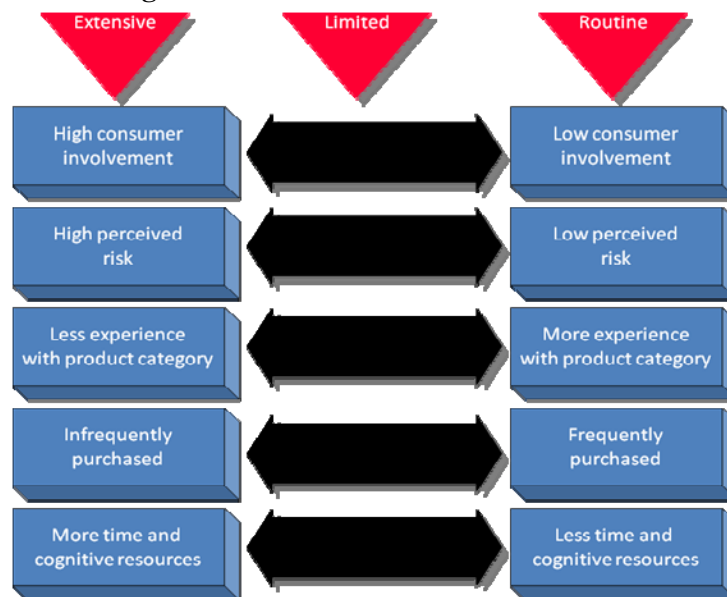 Extensive
Limited
Routine
High consumer
involvement
Low consumer
involvement
High perceived
risk
Low perceived
risk
Less experience
with product category
More experience
with product category
Infrequently
purchased
Frequently
purchased
More time and
cognitive resources
Less time and
cognitive resources